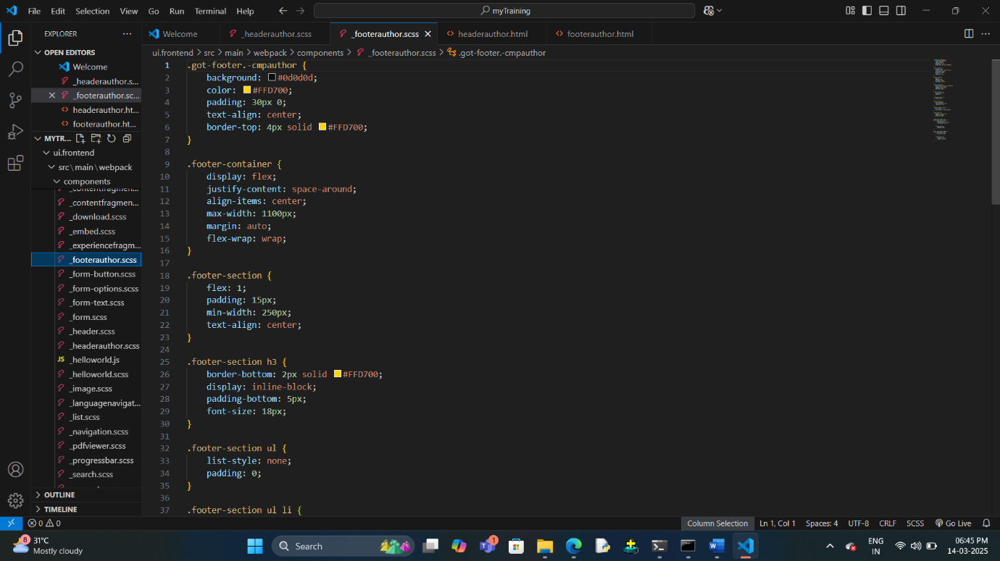 File Edit Selection View Go Run Terminal Help
myTraining
EXPLORER
Welcome
_headerauthor.scss
_footerauthor.scss
headerauthor.html
footerauthor.html
OPEN EDITORS
Welcome
_headerauthor.s...
_footerauthor.sc...
headerauthor.ht...
footerauthor.ht...
MYTR...
ui.frontend
src\main\webpack
components
_contentfragmen...
_contentfragmen...
_download.scss
_embed.scss
_experiencefragm...
_footerauthor.scss
_form-button.scss
_form-options.scss
_form-text.scss
_form.scss
_header.scss
_headerauthor.scss
JS _helloworld.js
_helloworld.scss
_image.scss
_languagenavigat...
_list.scss
_navigation.scss
_pdfviewer.scss
_progressbar.scss
_search.scss
OUTLINE
TIMELINE
ui.frontend > src > main > webpack > components > _footerauthor.scss > .got-footer.-cmpauthor
1 .got-footer.-cmpauthor {
2 background: #0d0d0d;
3 color: #FFD700;
4 padding: 30px 0;
5 text-align: center;
6 border-top: 4px solid #FFD700;
7 }
8
9 .footer-container {
10 display: flex;
11 justify-content: space-around;
12 align-items: center;
13 max-width: 1100px;
14 margin: auto;
15 flex-wrap: wrap;
16 }
17
18 .footer-section {
19 flex: 1;
20 padding: 15px;
21 min-width: 250px;
22 text-align: center;
23 }
24
25 .footer-section h3 {
26 border-bottom: 2px solid #FFD700;
27 display: inline-block;
28 padding-bottom: 5px;
29 font-size: 18px;
30 }
31
32 .footer-section ul {
33 list-style: none;
34 padding: 0;
35 }
36
37 .footer-section ul li {
0 0
Column Selection Ln 1, Col 1 Spaces: 4 UTF-8 CRLF SCSS Go Live
8
31°C
Mostly cloudy
Search
1
ENG
IN
06:45 PM
14-03-2025